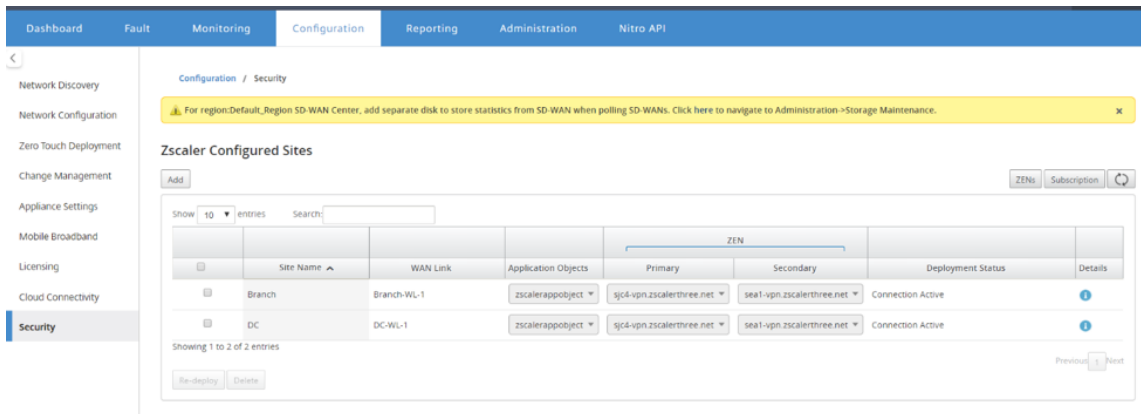 Dashboard Fault Monitoring Configuration Reporting Administration Nitro API
Network Discovery
Network Configuration
Zero Touch Deployment
Change Management
Appliance Settings
Mobile Broadband
Licensing
Cloud Connectivity
Security
Configuration / Security
For region:Default_Region SD-WAN Center, add separate disk to store statistics from SD-WAN when polling SD-WANs. Click here to navigate to Administration->Storage Maintenance. x
Zscaler Configured Sites
Add ZENs Subscription
Show 10 entries Search:
ZEN
Site Name WAN Link Application Objects Primary Secondary Deployment Status Details
Branch Branch-WL-1 zscalerappobject sjc4-vpn.zscalerthree.net sea1-vpn.zscalerthree.net Connection Active
DC DC-WL-1 zscalerappobject sjc4-vpn.zscalerthree.net sea1-vpn.zscalerthree.net Connection Active
Showing 1 to 2 of 2 entries
Previous 1 Next
Re-deploy Delete